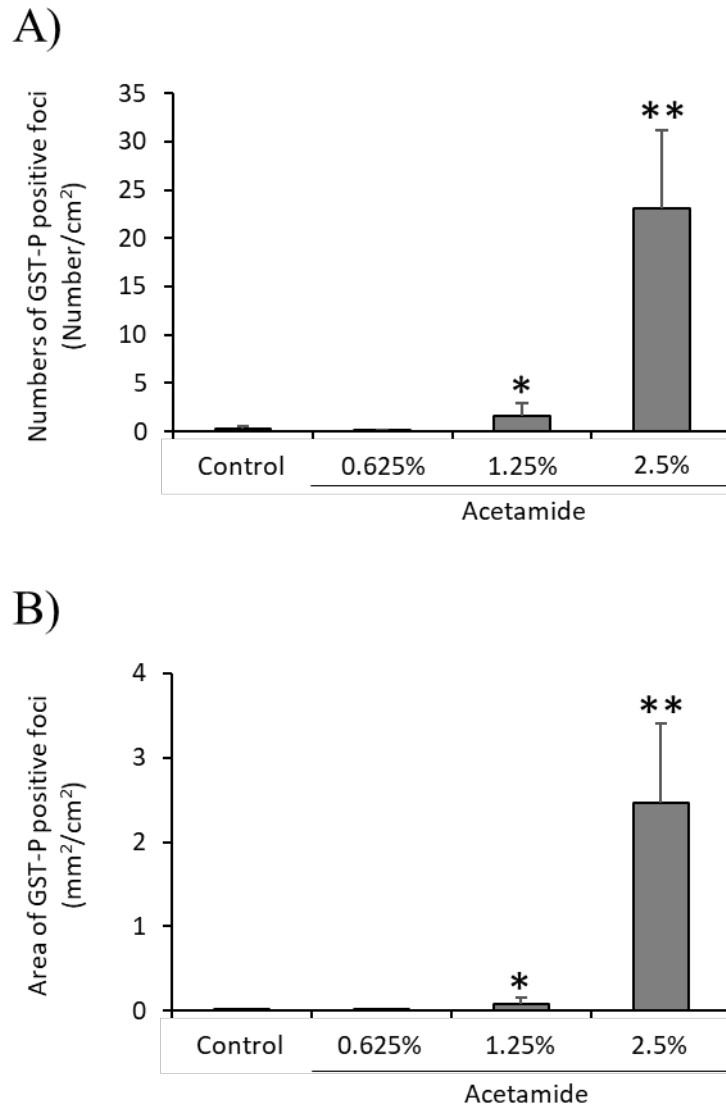 A)
Numbers of GST-P positive foci
(Number/cm²)
35
30
25
20
15
10
5
0
*
**
Control 0.625% 1.25% 2.5%
Acetamide
B)
Area of GST-P positive foci
(mm²/cm²)
4
3
2
1
0
*
**
Control 0.625% 1.25% 2.5%
Acetamide